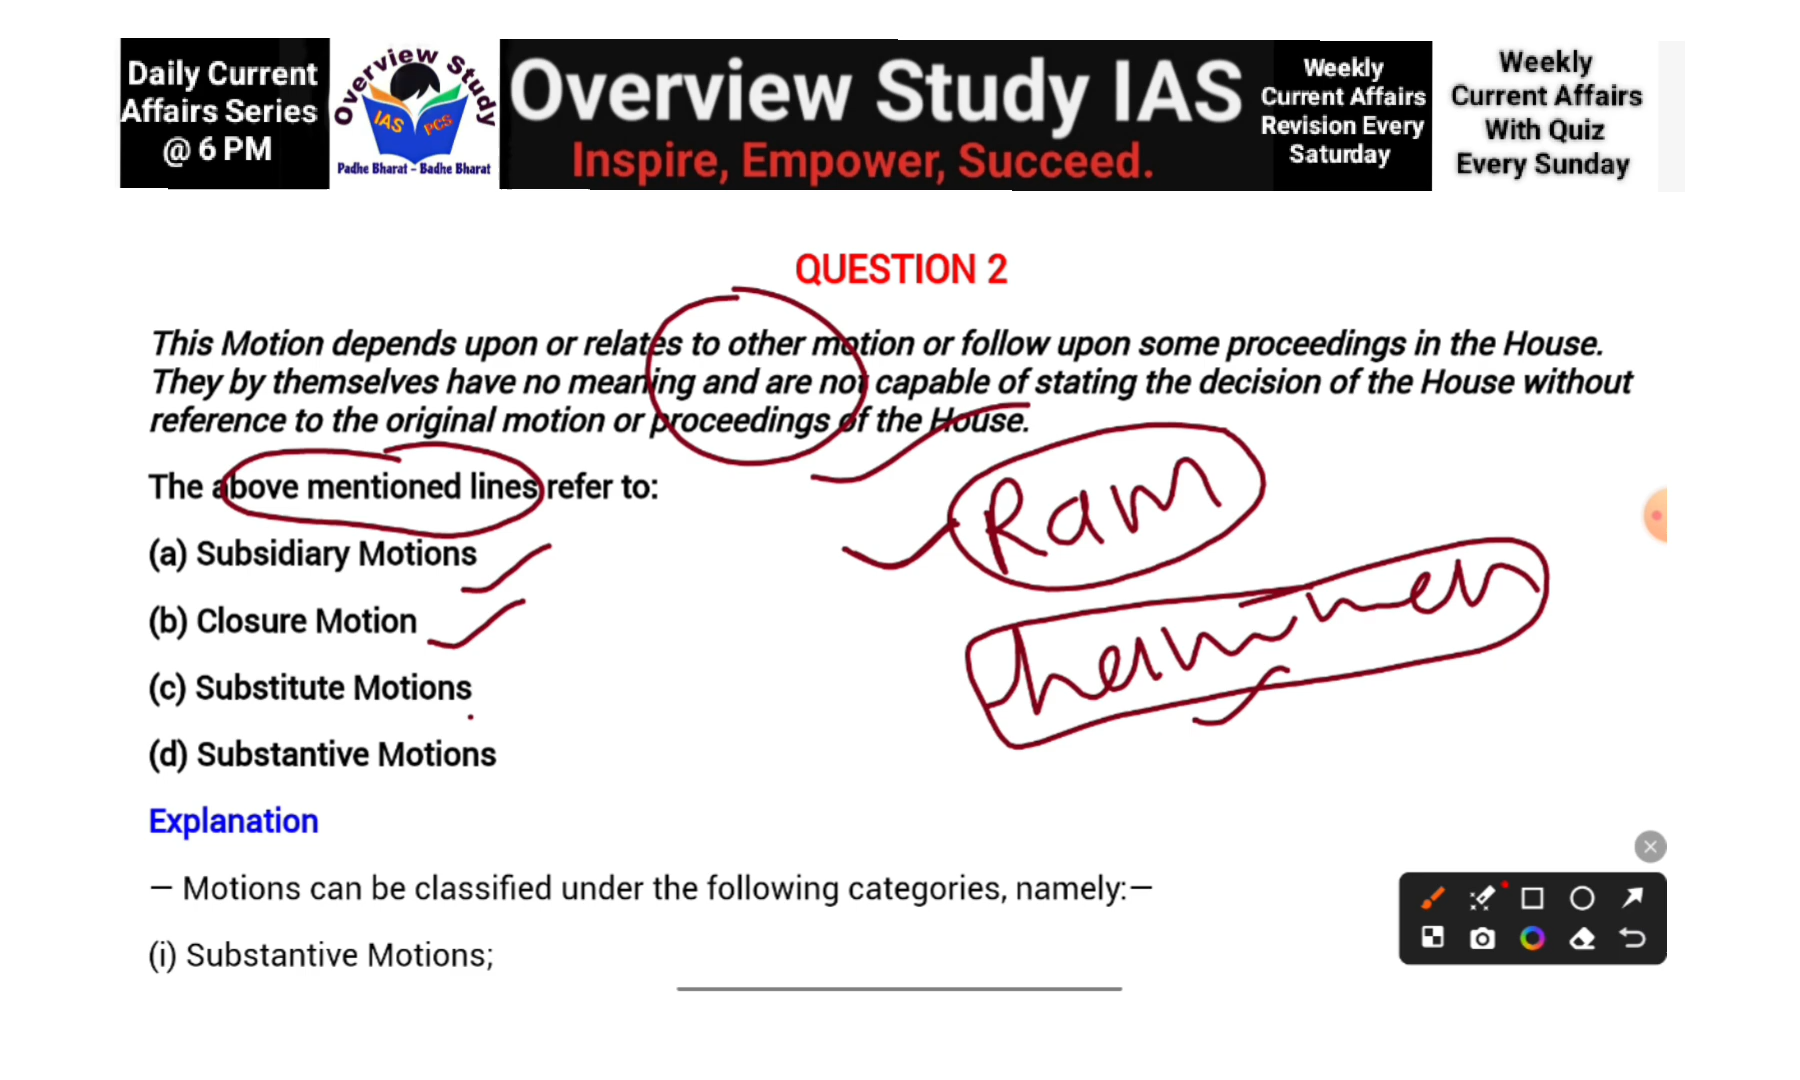 Daily Current
Affairs Series
@ 6 PM
Overview Study
IAS PCS
Padhe Bharat - Badhe Bharat
Overview Study IAS
Inspire, Empower, Succeed.
Weekly
Current Affairs
Revision Every
Saturday
Weekly
Current Affairs
With Quiz
Every Sunday
QUESTION 2
This Motion depends upon or relates to other motion or follow upon some proceedings in the House.
They by themselves have no meaning and are not capable of stating the decision of the House without
reference to the original motion or proceedings of the House.
The above mentioned lines refer to:
Ram
(a) Subsidiary Motions
(b) Closure Motion
(c) Substitute Motions
(d) Substantive Motions
Explanation
— Motions can be classified under the following categories, namely:—
(i) Substantive Motions;